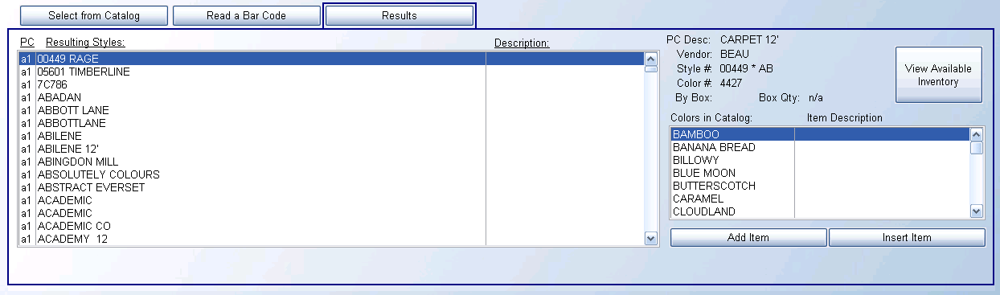 Select from Catalog Read a Bar Code Results
PC Resulting Styles: Description:
a1 00449 RAGE
a1 05601 TIMBERLINE
a1 7C786
a1 ABADAN
a1 ABBOTT LANE
a1 ABBOTTLANE
a1 ABILENE
a1 ABILENE 12'
a1 ABINGDON MILL
a1 ABSOLUTELY COLOURS
a1 ABSTRACT EVERSET
a1 ACADEMIC
a1 ACADEMIC
a1 ACADEMIC CO
a1 ACADEMY 12
PC Desc: CARPET 12'
Vendor: BEAU
Style #: 00449 * AB
Color #: 4427
By Box: Box Qty: n/a
View Available
Inventory
Colors in Catalog: Item Description
BAMBOO
BANANA BREAD
BILLOWY
BLUE MOON
BUTTERSCOTCH
CARAMEL
CLOUDLAND
Add Item Insert Item